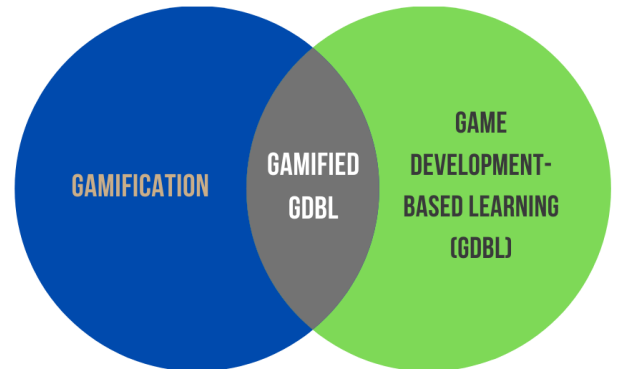 GAMIFICATION
GAMIFIED
GDBL
GAME
DEVELOPMENT-
BASED LEARNING
(GDBL)